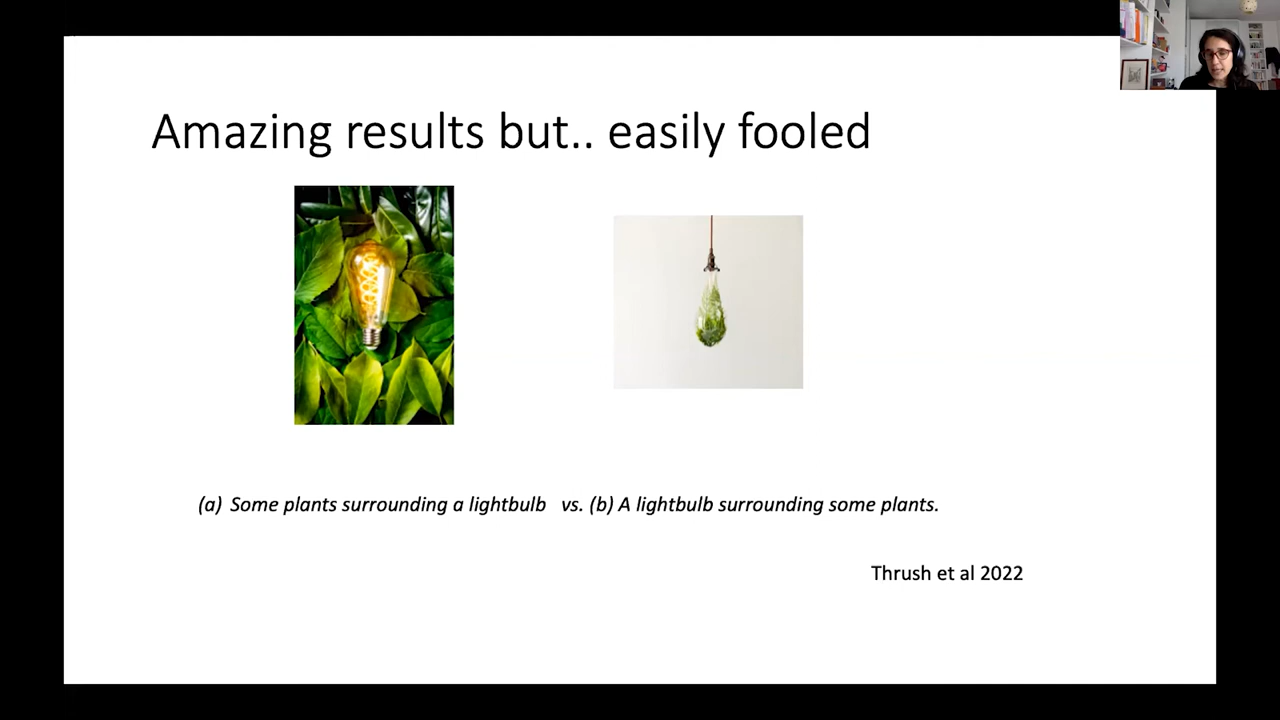 Amazing results but.. easily fooled
(a) Some plants surrounding a lightbulb vs. (b) A lightbulb surrounding some plants.
Thrush et al 2022